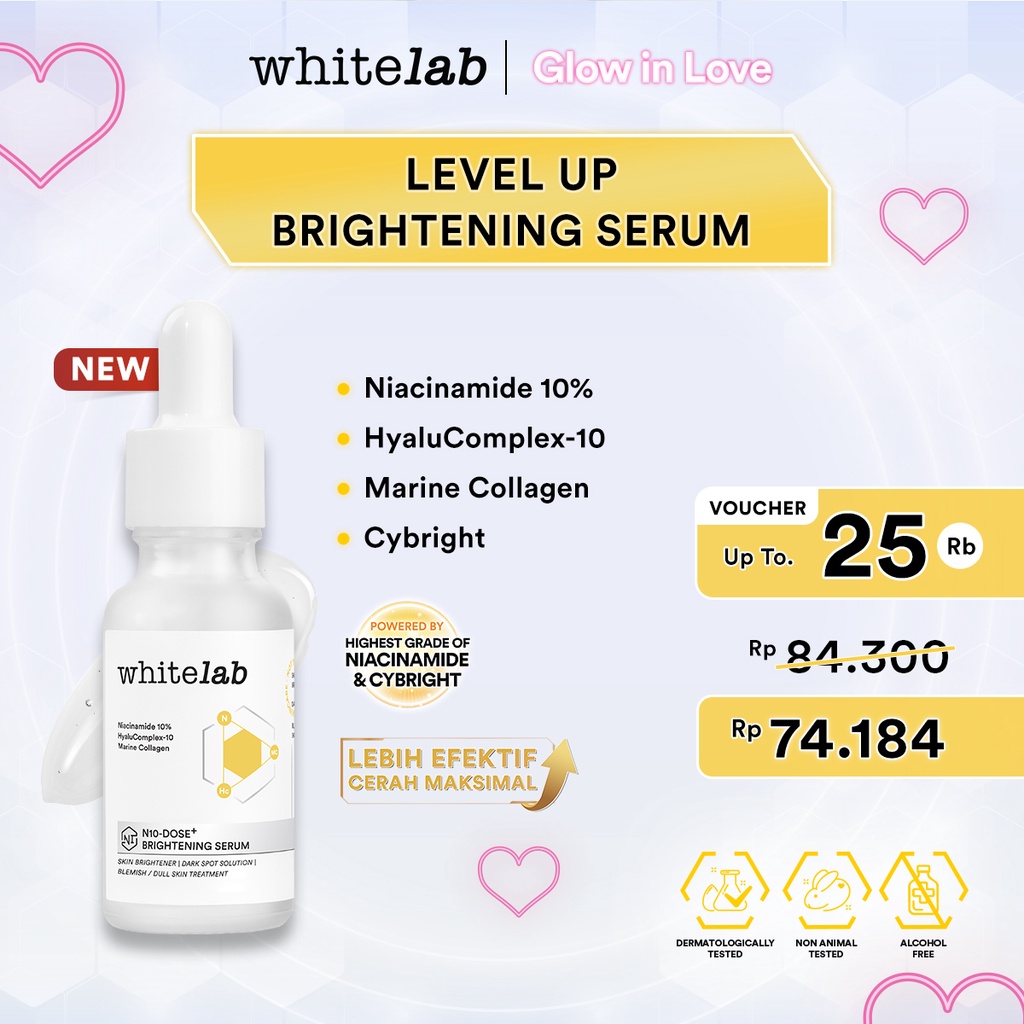 whitelab
Glow in Love
LEVEL UP
BRIGHTENING SERUM
NEW
Niacinamide 10%
HyaluComplex-10
Marine Collagen
Cybright
POWERED BY
HIGHEST GRADE OF
NIACINAMIDE
& CYBRIGHT
LEBIH EFEKTIF
CERAH MAKSIMAL
VOUCHER
Up To. 25 Rb
Rp 84.300
Rp 74.184
whitelab
Niacinamide 10%
HyaluComplex-10
Marine Collagen
N
MC
Hc
N10-DOSE⁺
BRIGHTENING SERUM
SKIN BRIGHTENER | DARK SPOT SOLUTION |
BLEMISH / DULL SKIN TREATMENT
DERMATOLOGICALLY
TESTED
NON ANIMAL
TESTED
ALCOHOL
FREE